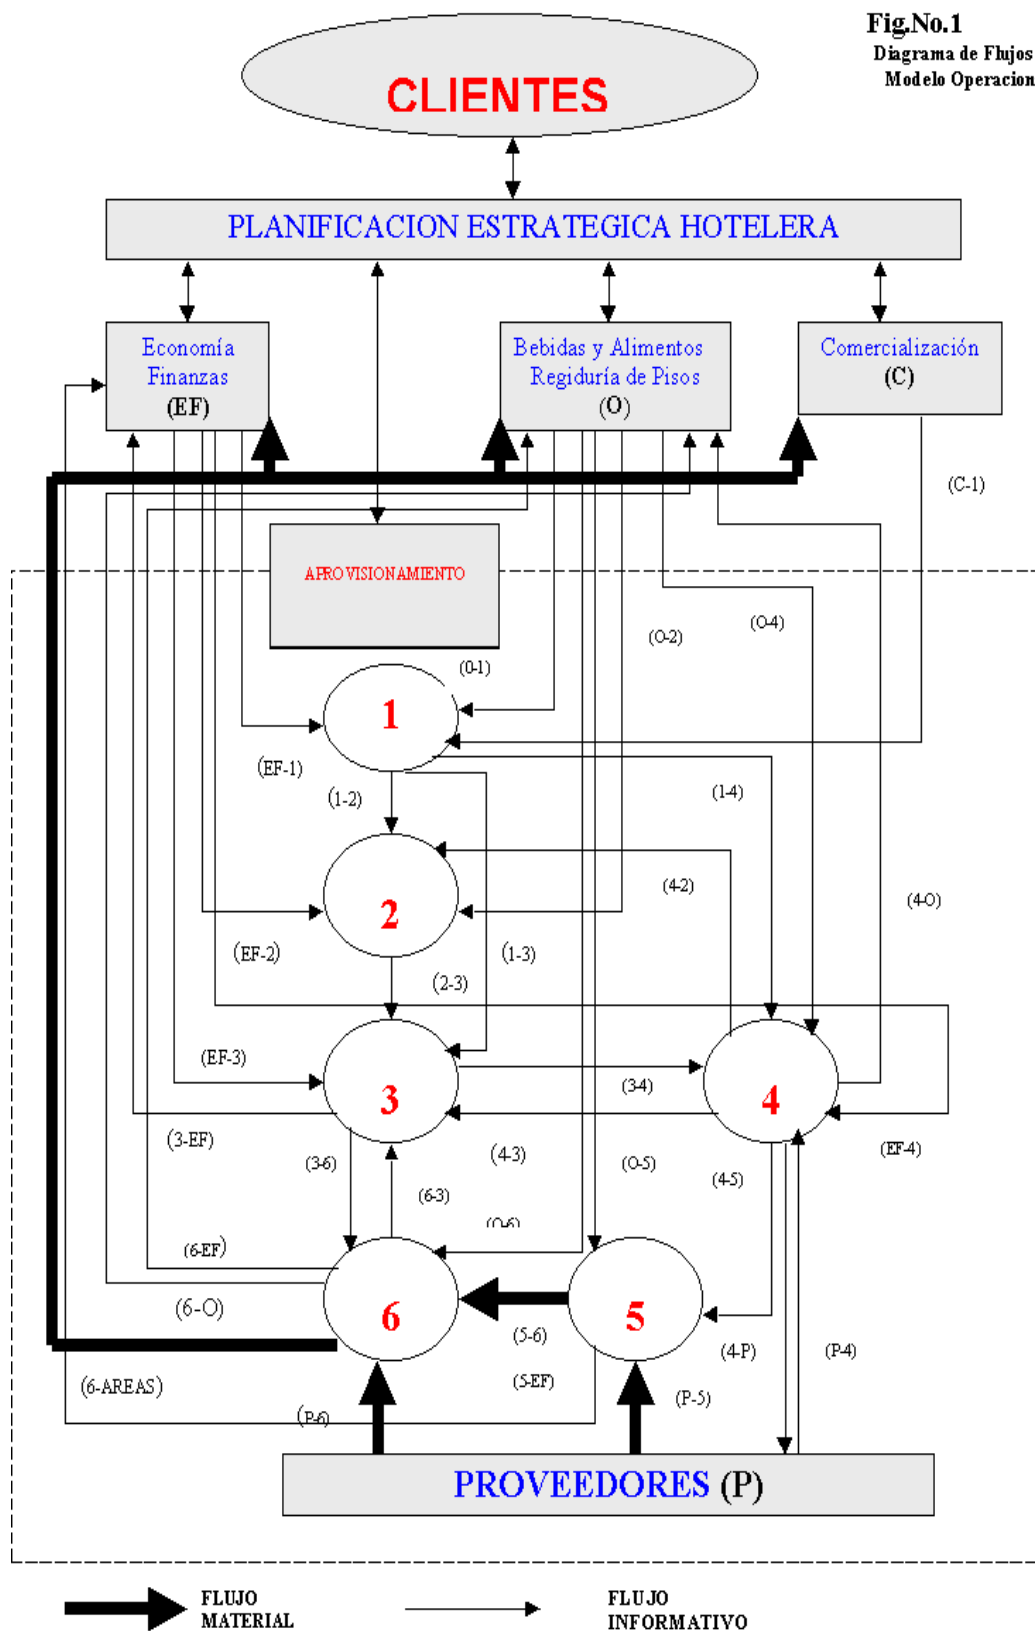 Fig.No.1
Diagrama de Flujos
Modelo Operacion
CLIENTES
PLANIFICACION ESTRATEGICA HOTELERA
Economía
Finanzas
(EF)
Bebidas y Alimentos
Regiduría de Pisos
(O)
Comercialización
(C)
(C-1)
APROVISIONAMIENTO
(O-4)
(O-2)
(0-1)
1
(EF-1)
(1-2)
(1-4)
2
(4-2)
(4-O)
(EF-2)
(1-3)
(2-3)
(EF-3)
3
(3-4)
4
(3-EF)
(3-6)
(4-3)
(O-5)
(4-5)
(EF-4)
(6-3)
(O-6)
(6-EF)
(6-O)
6
5
(5-6)
(4-P)
(P-4)
(5-EF)
(6-AREAS)
(P-6)
(P-5)
PROVEEDORES (P)
FLUJO
MATERIAL
FLUJO
INFORMATIVO